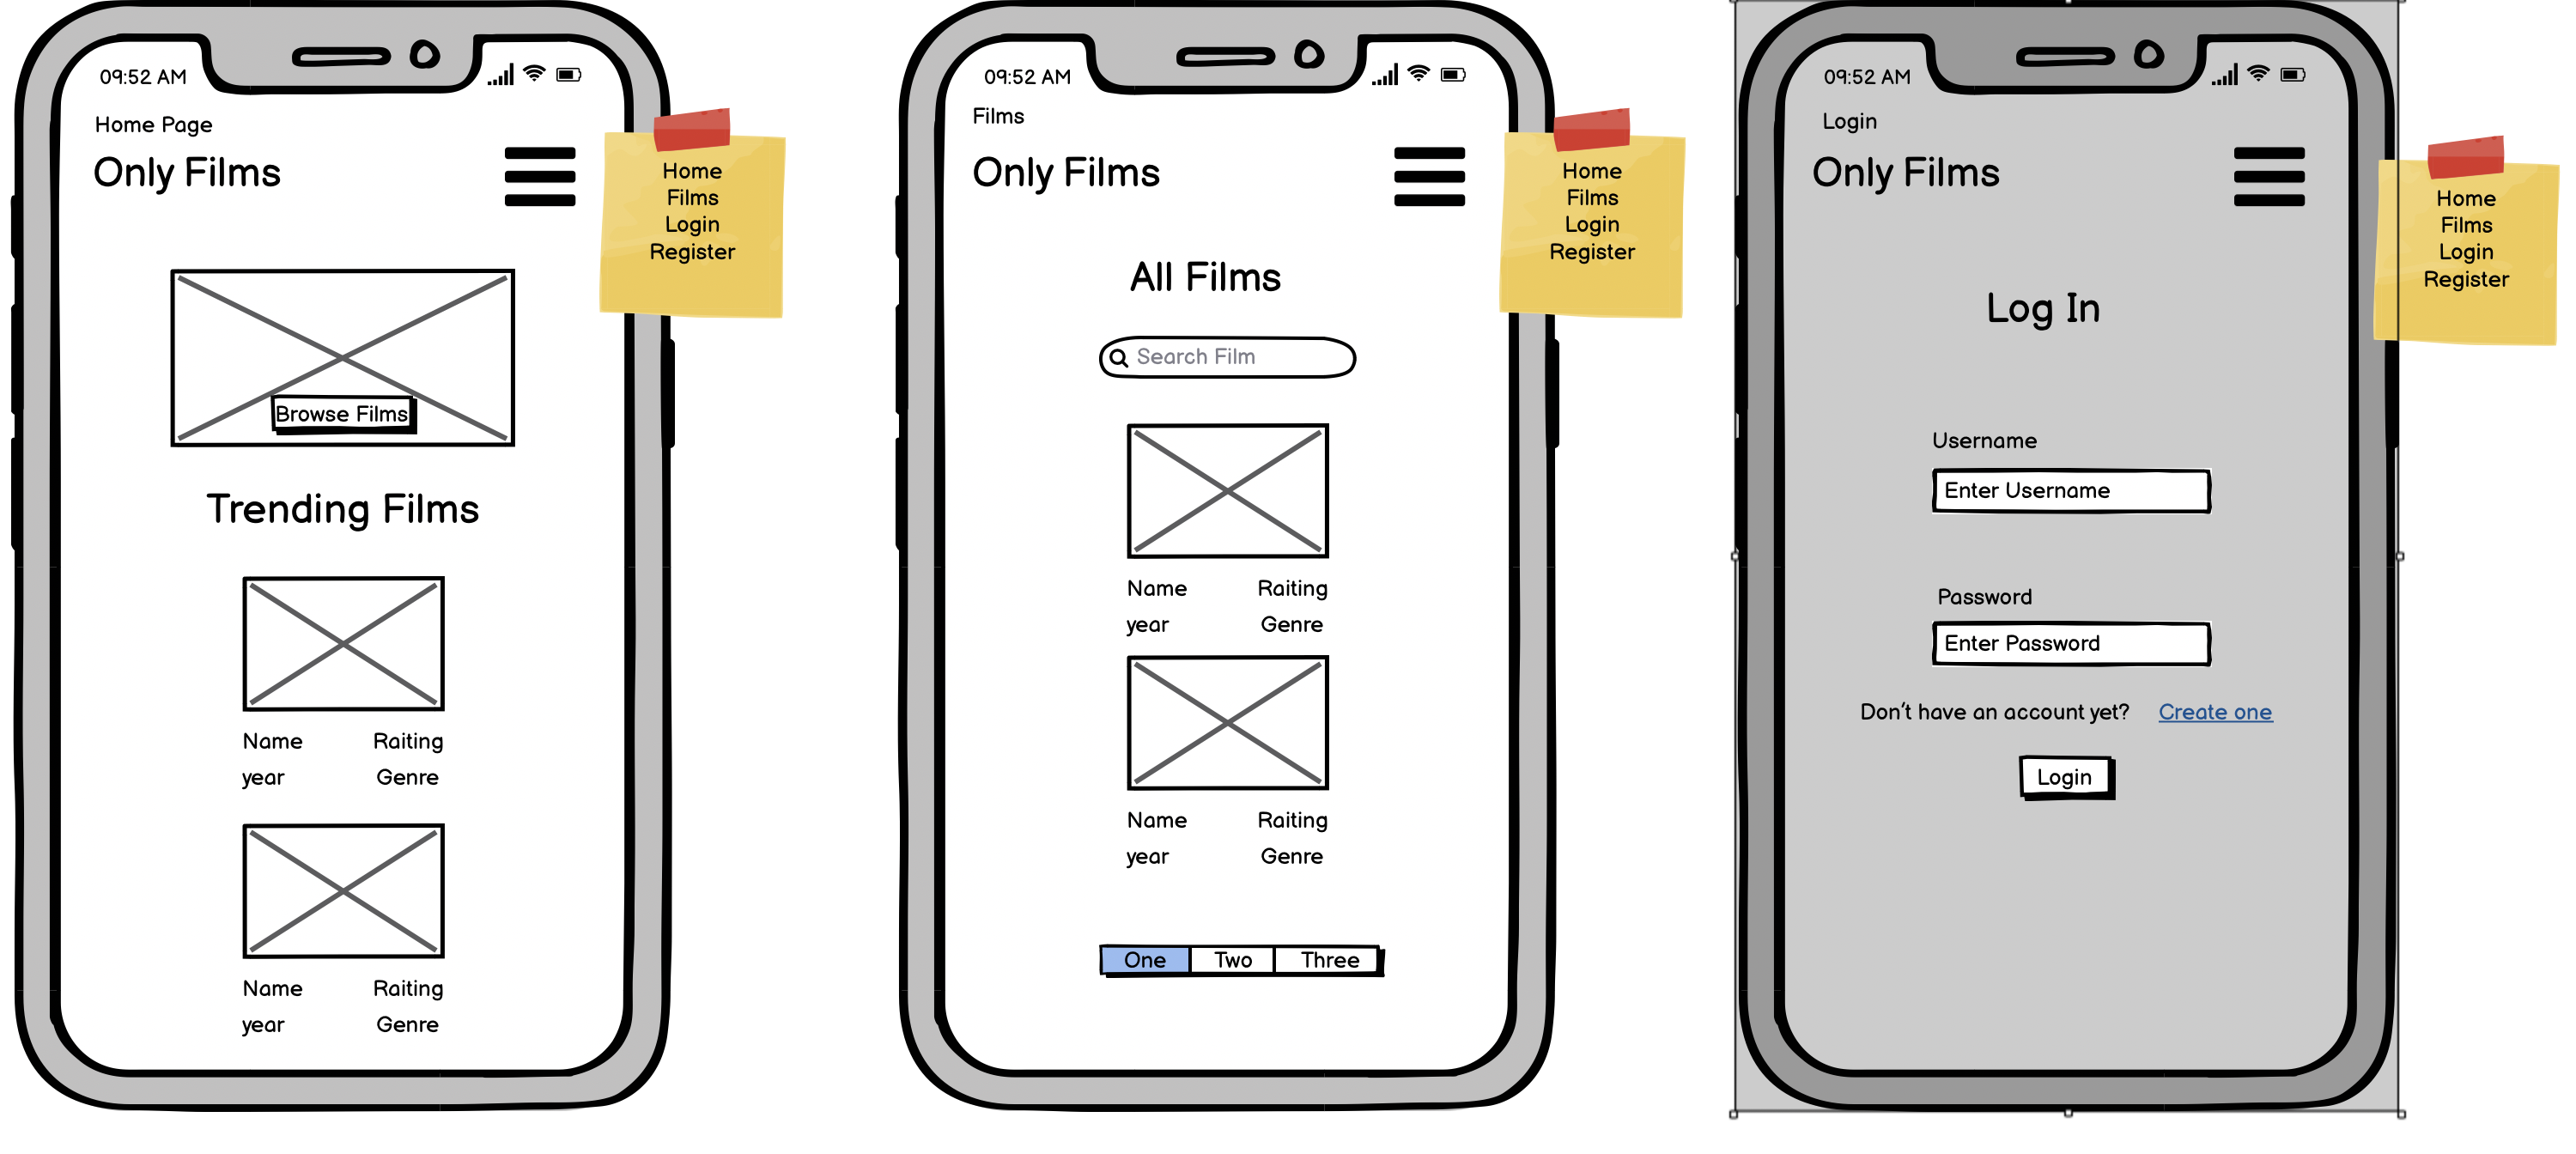 09:52 AM
Home Page
Only Films
Home
Films
Login
Register
Browse Films
Trending Films
Name Raiting
year Genre
Name Raiting
year Genre
09:52 AM
Films
Only Films
Home
Films
Login
Register
All Films
Search Film
Name Raiting
year Genre
Name Raiting
year Genre
One Two Three
09:52 AM
Login
Only Films
Home
Films
Login
Register
Log In
Username
Enter Username
Password
Enter Password
Don't have an account yet? Create one
Login